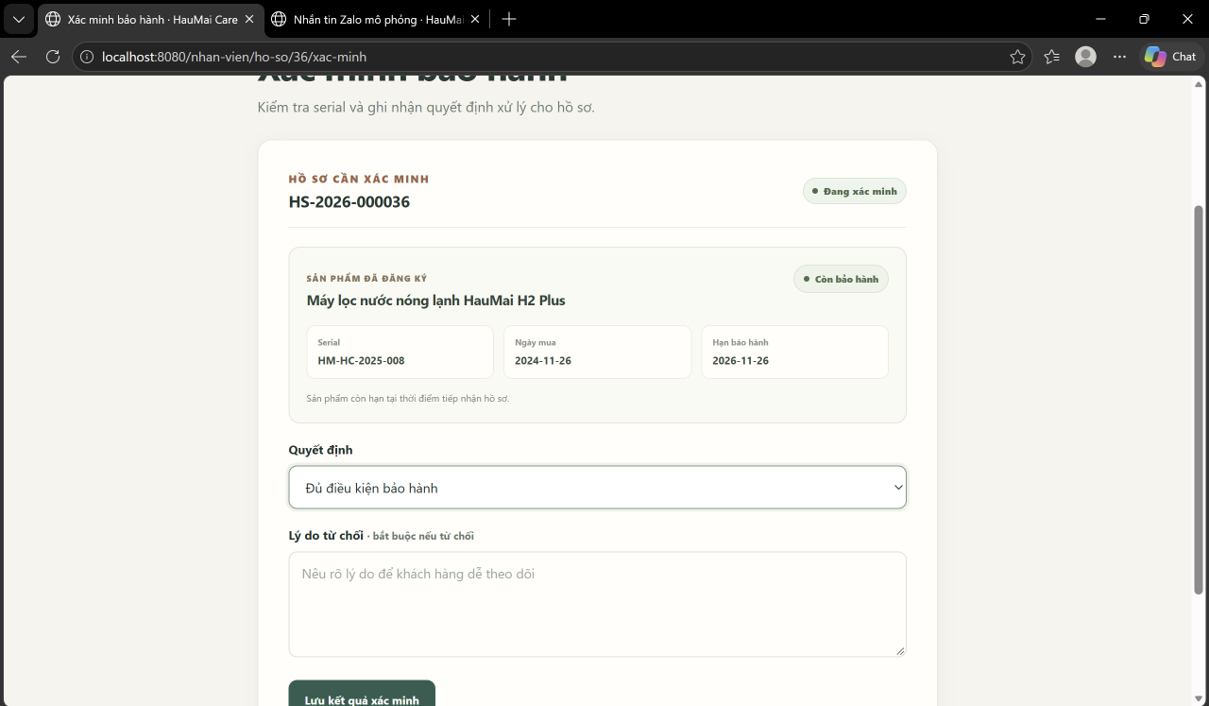 Xác minh bảo hành · HauMai Care
Nhắn tin Zalo mô phỏng · HauMai
localhost:8080/nhan-vien/ho-so/36/xac-minh
Chat
Xác minh bảo hành
Kiểm tra serial và ghi nhận quyết định xử lý cho hồ sơ.
HỒ SƠ CẦN XÁC MINH
HS-2026-000036
Đang xác minh
SẢN PHẨM ĐÃ ĐĂNG KÝ
Còn bảo hành
Máy lọc nước nóng lạnh HauMai H2 Plus
Serial
HM-HC-2025-008
Ngày mua
2024-11-26
Hạn bảo hành
2026-11-26
Sản phẩm còn hạn tại thời điểm tiếp nhận hồ sơ.
Quyết định
Đủ điều kiện bảo hành
Lý do từ chối · bắt buộc nếu từ chối
Nêu rõ lý do để khách hàng dễ theo dõi
Lưu kết quả xác minh